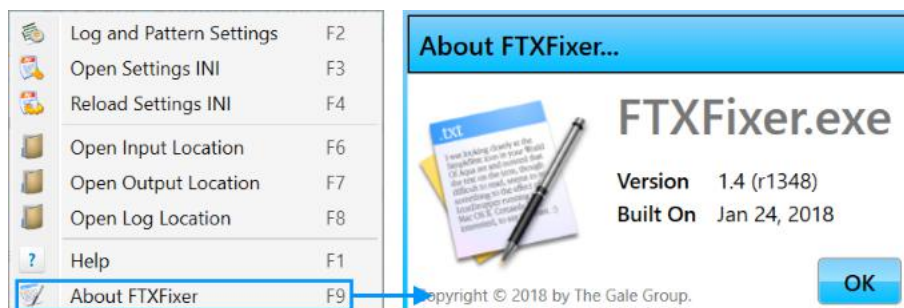 Log and Pattern Settings F2
Open Settings INI F3
Reload Settings INI F4
Open Input Location F6
Open Output Location F7
Open Log Location F8
? Help F1
About FTXFixer F9
About FTXFixer...
.txt
FTXFixer.exe
Version 1.4 (r1348)
Built On Jan 24, 2018
OK
opyright © 2018 by The Gale Group.